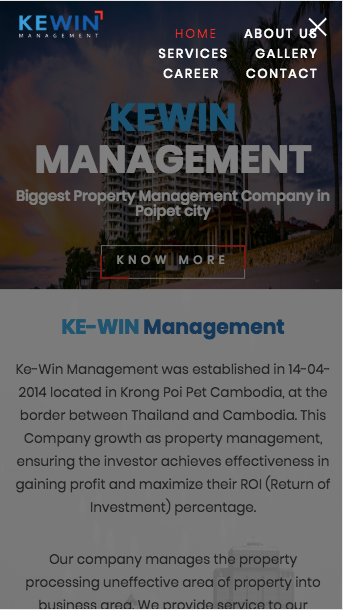 KEWIN
MANAGEMENT
HOME ABOUT US
SERVICES GALLERY
CAREER CONTACT
KEWIN
MANAGEMENT
Biggest Property Management Company in
Poipet city
KNOW MORE
KE-WIN Management
Ke-Win Management was established in 14-04-
2014 located in Krong Poi Pet Cambodia, at the
border between Thailand and Cambodia. This
Company growth as property management,
ensuring the investor achieves effectiveness in
gaining profit and maximize their ROI (Return of
Investment) percentage.
Our company manages the property
processing uneffective area of property into
business area. We provide service to our